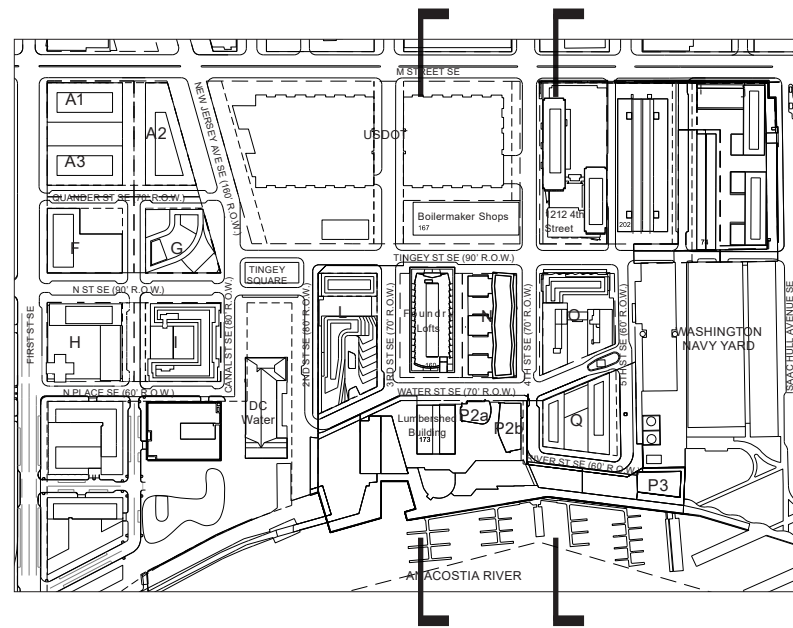 M STREET SE
A1
A2
NEW JERSEY AVE SE (160' R.O.W.)
USDOT
A3
QUANDER ST SE (70' R.O.W.)
Boilermaker Shops
167
1212 4th
Street
202
74
F
G
TINGEY ST SE (90' R.O.W.)
TINGEY
SQUARE
N ST SE (90' R.O.W.)
FIRST ST SE
H
I
CANAL ST SE (80' R.O.W.)
2ND ST SE (60' R.O.W.)
L
3RD ST SE (70' R.O.W.)
Foundry
Lofts
N
4TH ST SE (70' R.O.W.)
O
5TH ST SE (60' R.O.W.)
WASHINGTON
NAVY YARD
ISAAC HULL AVENUE SE
N PLACE SE (60' R.O.W.)
DC
Water
WATER ST SE (70' R.O.W.)
Lumbershed
Building
173
P2a
P2b
Q
RIVER ST SE (60' R.O.W.)
P3
ANACOSTIA RIVER